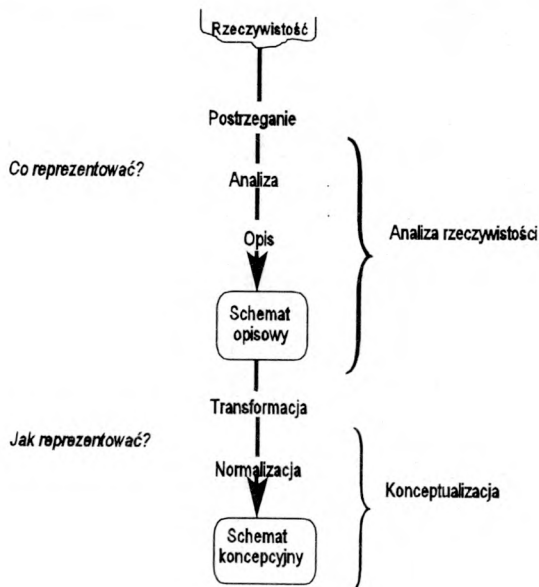 Rzeczywistość
Postrzeganie
Co reprezentować?
Analiza
Opis
Analiza rzeczywistości
Schemat
opisowy
Transformacja
Jak reprezentować?
Normalizacja
Konceptualizacja
Schemat
koncepcyjny